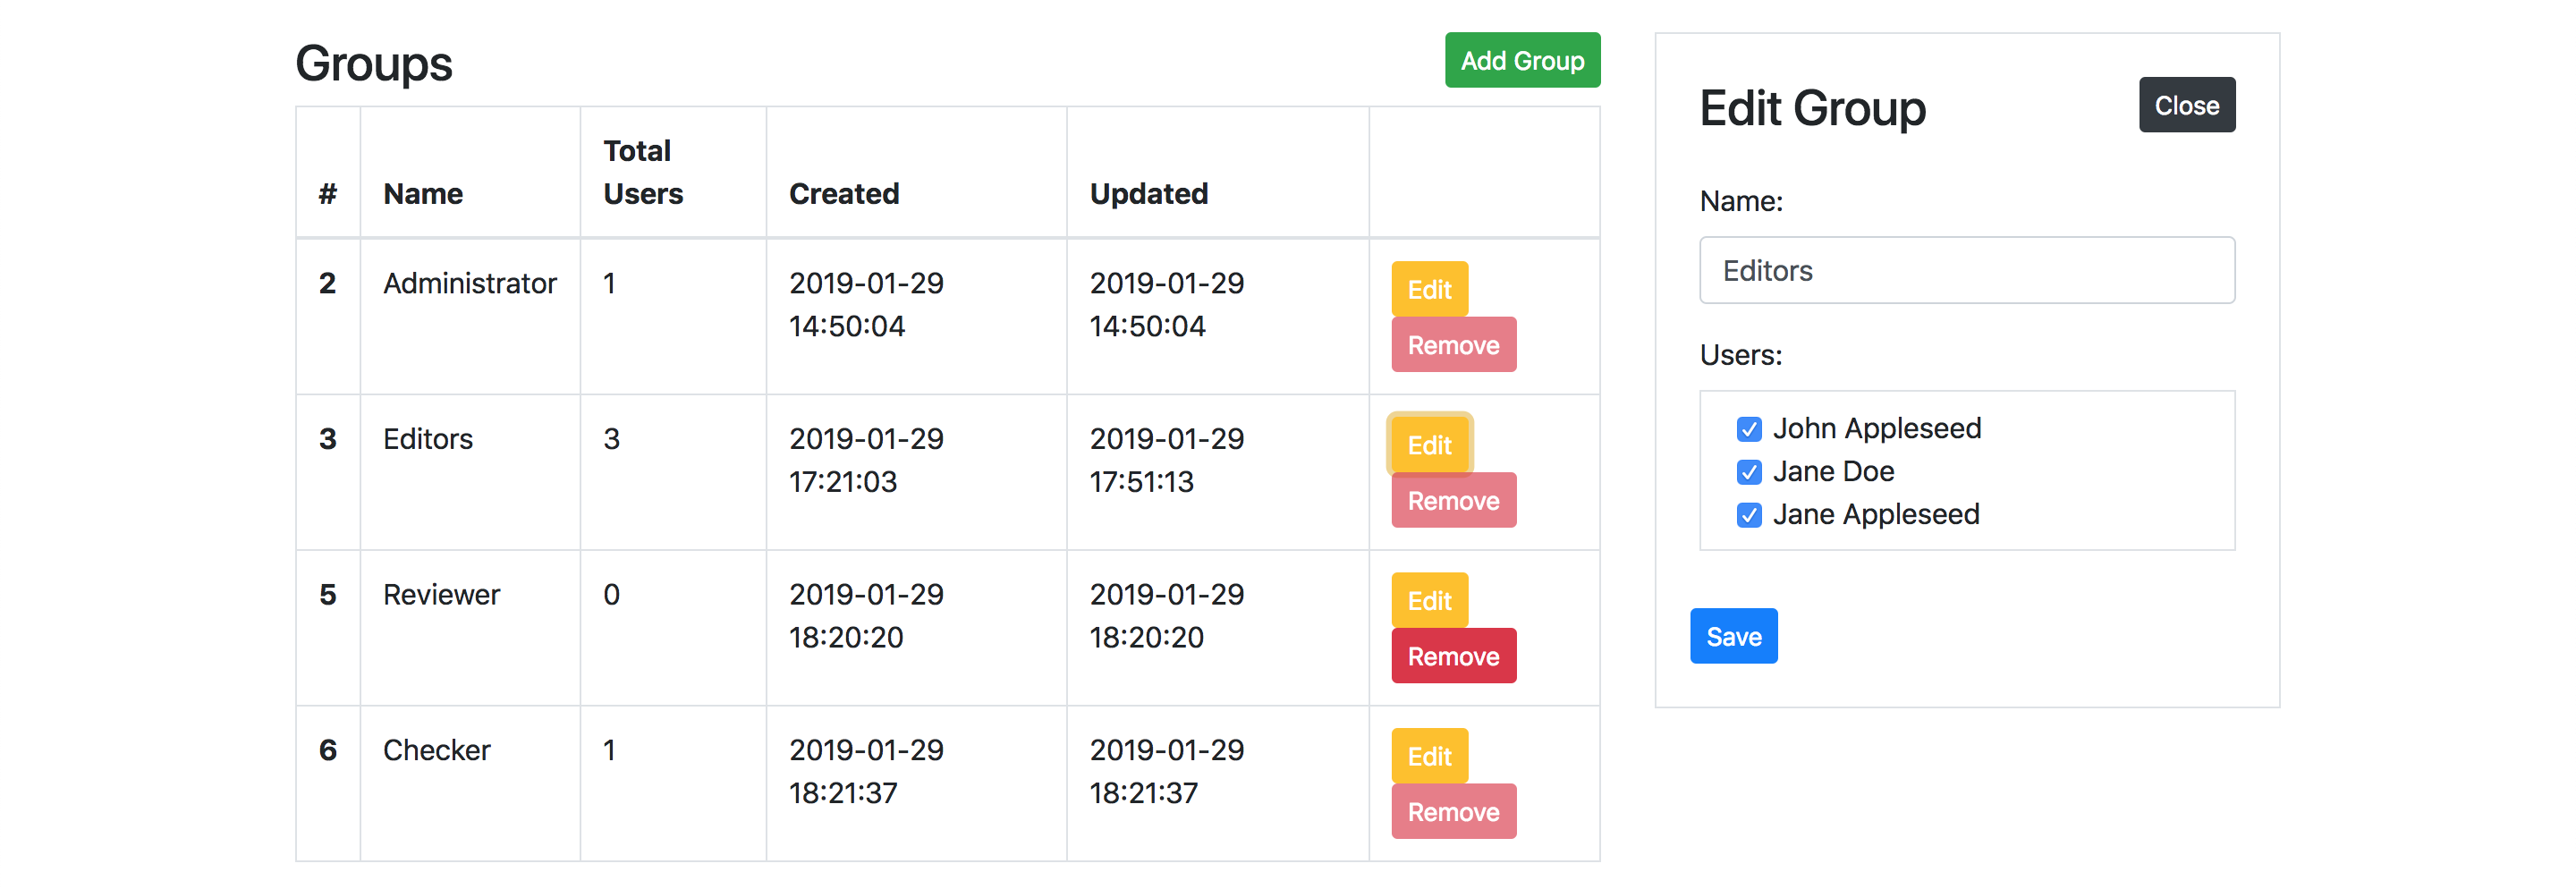 Groups
Add Group
#
Name
Total
Users
Created
Updated
2
Administrator
1
2019-01-29
14:50:04
2019-01-29
14:50:04
Edit
Remove
3
Editors
3
2019-01-29
17:21:03
2019-01-29
17:51:13
Edit
Remove
5
Reviewer
0
2019-01-29
18:20:20
2019-01-29
18:20:20
Edit
Remove
6
Checker
1
2019-01-29
18:21:37
2019-01-29
18:21:37
Edit
Remove
Edit Group
Close
Name:
Editors
Users:
John Appleseed
Jane Doe
Jane Appleseed
Save